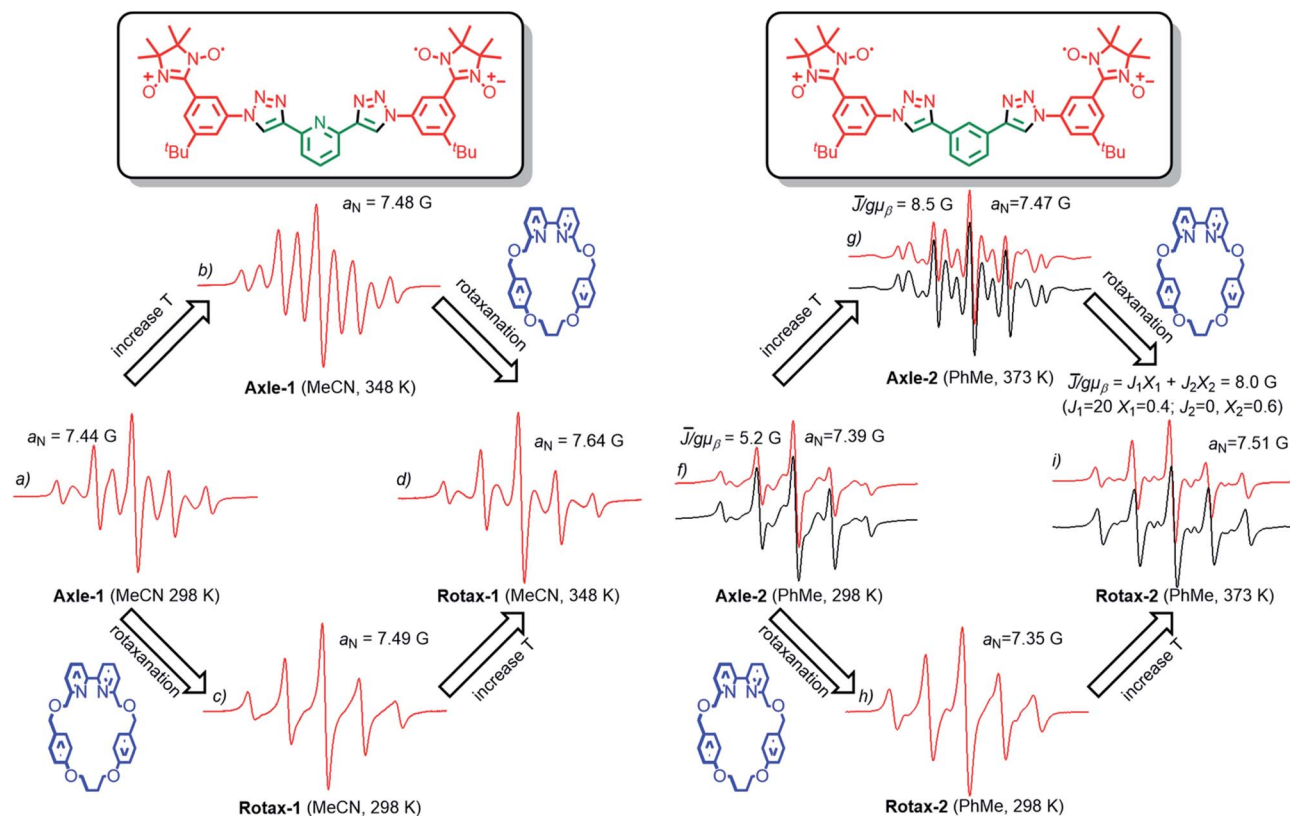 N–O•
N
N+
O•
N–O•
N+–
O
N=N
N
N
N=N
N
tBu
tBu
N–O•
N
N+
O•
N–O•
N+–
O
N=N
N
N=N
N
tBu
tBu
aN = 7.48 G
b)
increase T
rotaxanation
N N
O O
O O
Axle-1 (MeCN, 348 K)
aN = 7.44 G
a)
Axle-1 (MeCN 298 K)
aN = 7.64 G
d)
Rotax-1 (MeCN, 348 K)
rotaxanation
N N
O O
O O
aN = 7.49 G
c)
increase T
Rotax-1 (MeCN, 298 K)
J̅/gμβ = 8.5 G
aN=7.47 G
g)
increase T
rotaxanation
N N
O O
O O
Axle-2 (PhMe, 373 K)
J̅/gμβ = J1X1 + J2X2 = 8.0 G
(J1=20 X1=0.4; J2=0, X2=0.6)
J̅/gμβ = 5.2 G
aN=7.39 G
f)
Axle-2 (PhMe, 298 K)
aN=7.51 G
i)
Rotax-2 (PhMe, 373 K)
rotaxanation
N N
O O
O O
aN=7.35 G
h)
increase T
Rotax-2 (PhMe, 298 K)